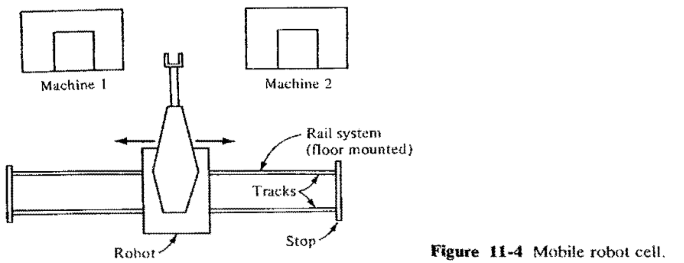 Machine 1
Machine 2
Rail system
(floor mounted)
Tracks
Stop
Robot
Figure 11-4 Mobile robot cell.